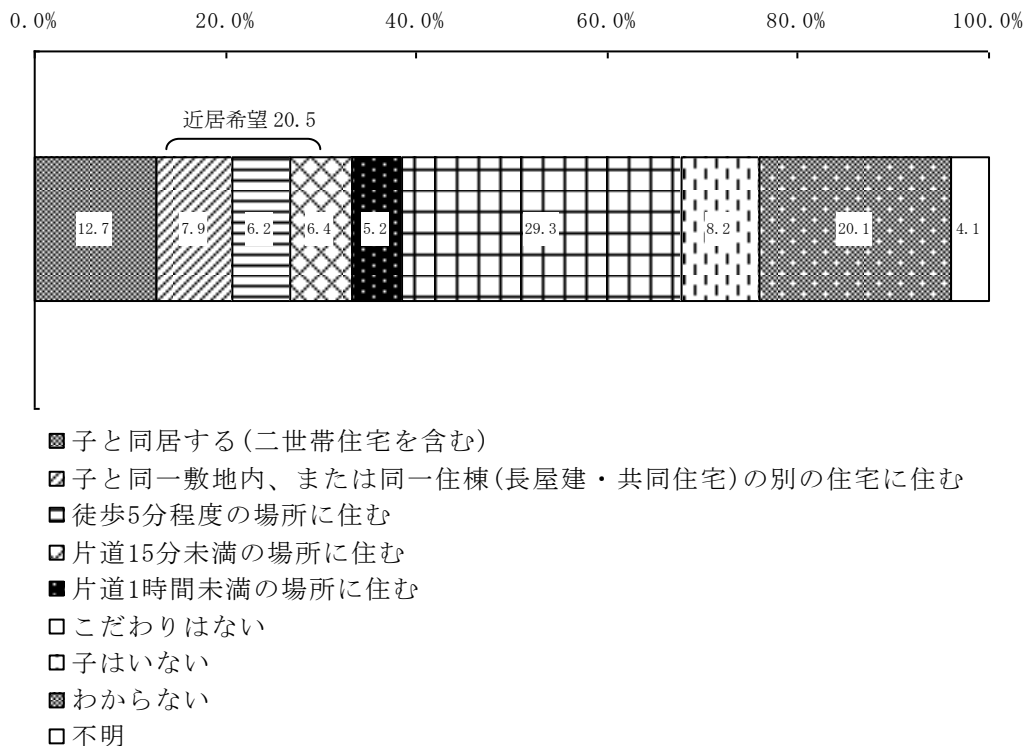 0.0% 20.0% 40.0% 60.0% 80.0% 100.0%
近居希望 20.5
12.7 7.9 6.2 6.4 5.2 29.3 8.2 20.1 4.1
子と同居する(二世帯住宅を含む)
子と同一敷地内、または同一住棟(長屋建・共同住宅)の別の住宅に住む
徒歩5分程度の場所に住む
片道15分未満の場所に住む
片道1時間未満の場所に住む
こだわりはない
子はいない
わからない
不明